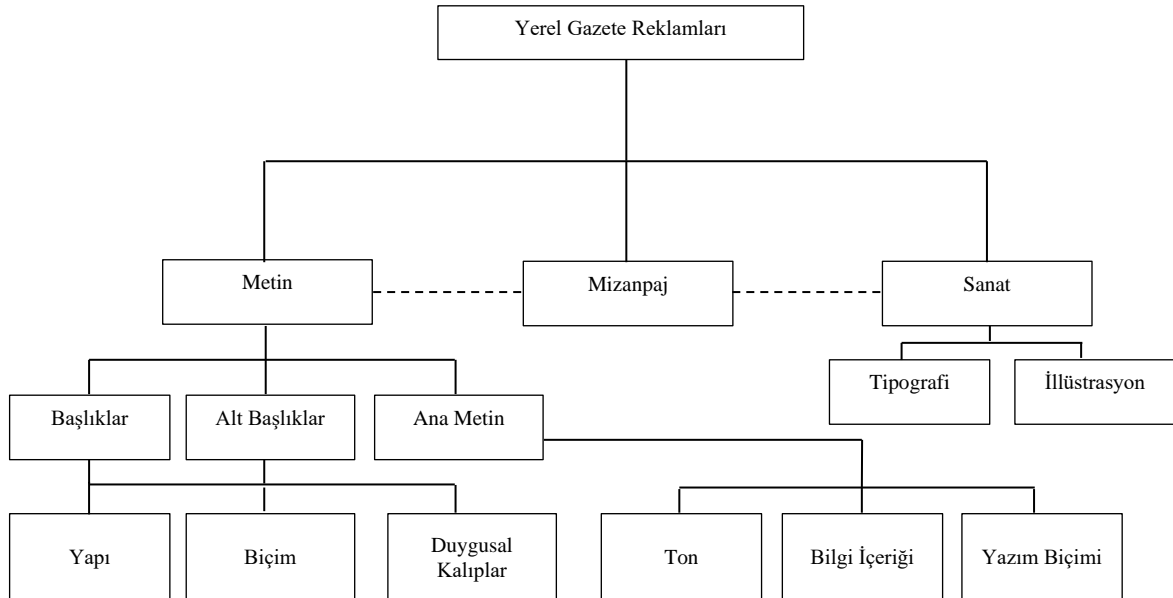 Yerel Gazete Reklamları
Metin
Mizanpaj
Sanat
Tipografi
İllüstrasyon
Başlıklar
Alt Başlıklar
Ana Metin
Yapı
Biçim
Duygusal
Kalıplar
Ton
Bilgi İçeriği
Yazım Biçimi